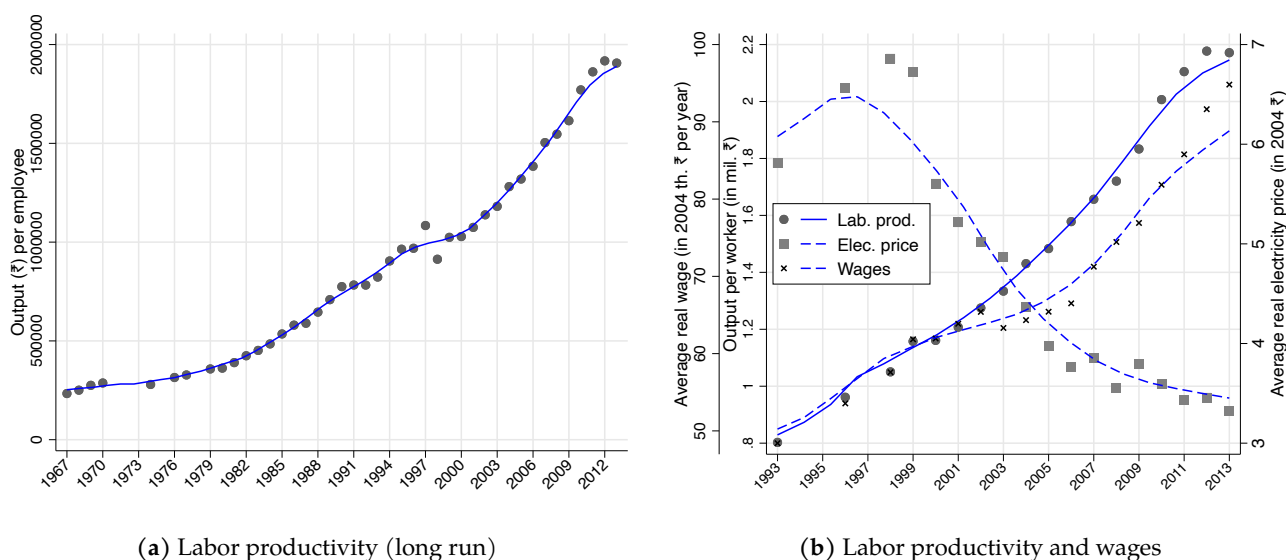 Output (₹) per employee
2000000
1500000
1000000
500000
0
1967 1970 1973 1976 1979 1982 1985 1988 1991 1994 1997 2000 2003 2006 2009 2012
(a) Labor productivity (long run)
Average real wage (in 2004 th. ₹ per year)
100
90
80
70
60
50
Output per worker (in mil. ₹)
2.2
2
1.8
1.6
1.4
1.2
1
.8
Lab. prod.
Elec. price
Wages
7
6
5
4
3
Average real electricity price (in 2004 ₹)
1993 1995 1997 1999 2001 2003 2005 2007 2009 2011 2013
(b) Labor productivity and wages